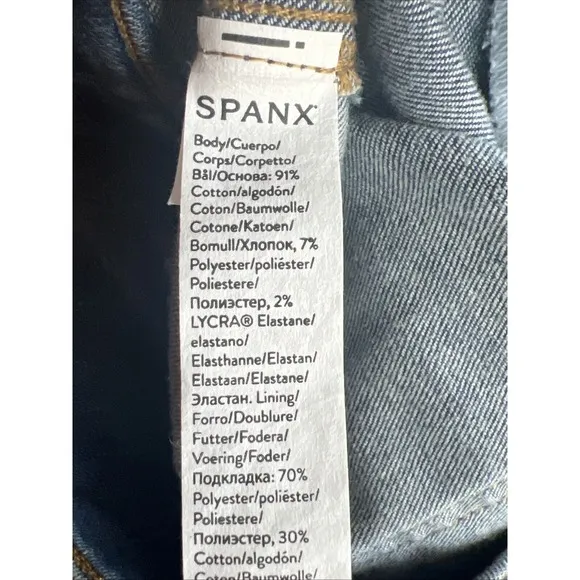 SPANX
Body/Cuerpo/
Corps/Corpetto/
Bål/Основа: 91%
Cotton/algodón/
Coton/Baumwolle/
Cotone/Katoen/
Bomull/Хлопок, 7%
Polyester/poliéster/
Poliestere/
Полиэстер, 2%
LYCRA® Elastane/
elastano/
Elasthanne/Elastan/
Elastaan/Elastane/
Эластан. Lining/
Forro/Doublure/
Futter/Fodera/
Voering/Foder/
Подкладка: 70%
Polyester/poliéster/
Poliestere/
Полиэстер, 30%
Cotton/algodón/
Coton/Baumwolle/